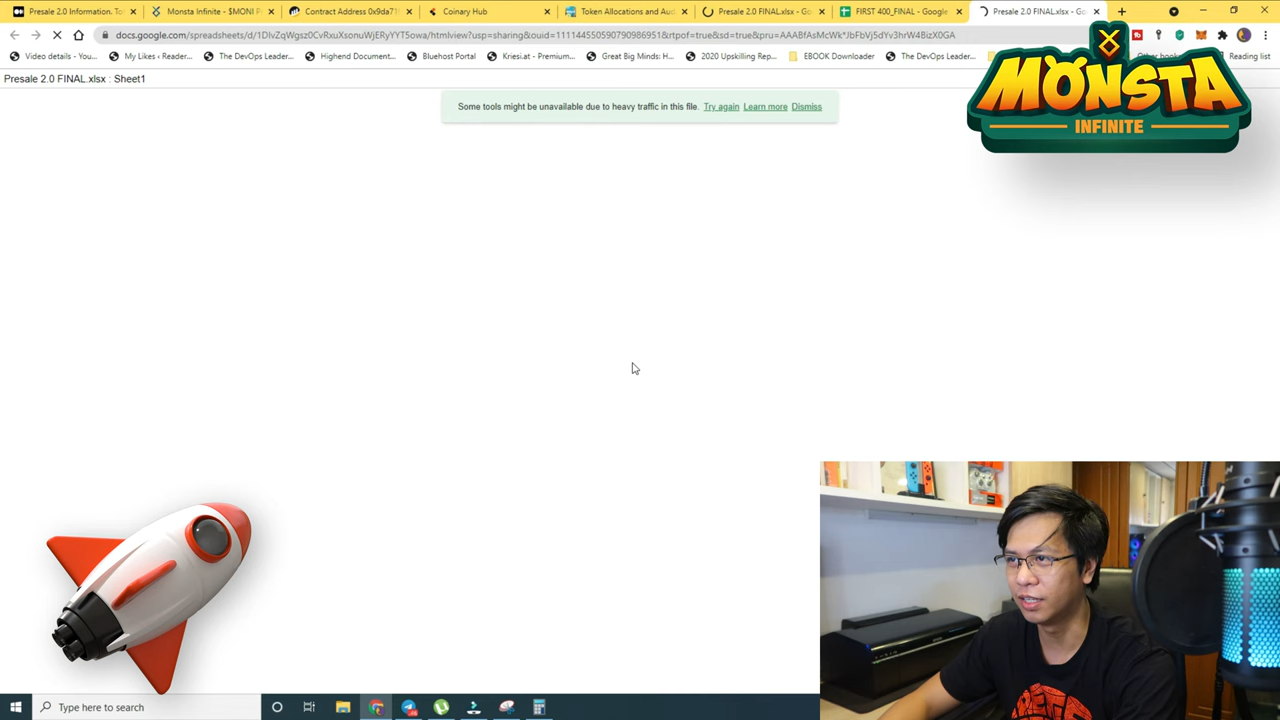 Presale 2.0 Information. To
Monsta Infinite - $MONI P
Contract Address 0x9da71
Coinary Hub
Token Allocations and Aud
Presale 2.0 FINAL.xlsx - Go
FIRST 400_FINAL - Google
Presale 2.0 FINAL.xlsx - Go
docs.google.com/spreadsheets/d/1DlvZqWgsz0CvRxuXsonuWjERyYYT5owa/htmlview?usp=sharing&ouid=111144550590790986951&rtpof=true&sd=true&pru=AAABfAsMcWk*JbFbVj5dYv3hrW4BizX0GA
Video details - You...
My Likes ‹ Reader...
The DevOps Leader...
Highend Document...
Bluehost Portal
Kriesi.at - Premium...
Great Big Minds: H...
2020 Upskilling Rep...
EBOOK Downloader
The DevOps Leader...
Reading list
Presale 2.0 FINAL.xlsx : Sheet1
Some tools might be unavailable due to heavy traffic in this file. Try again Learn more Dismiss
MONSTA
INFINITE
Type here to search